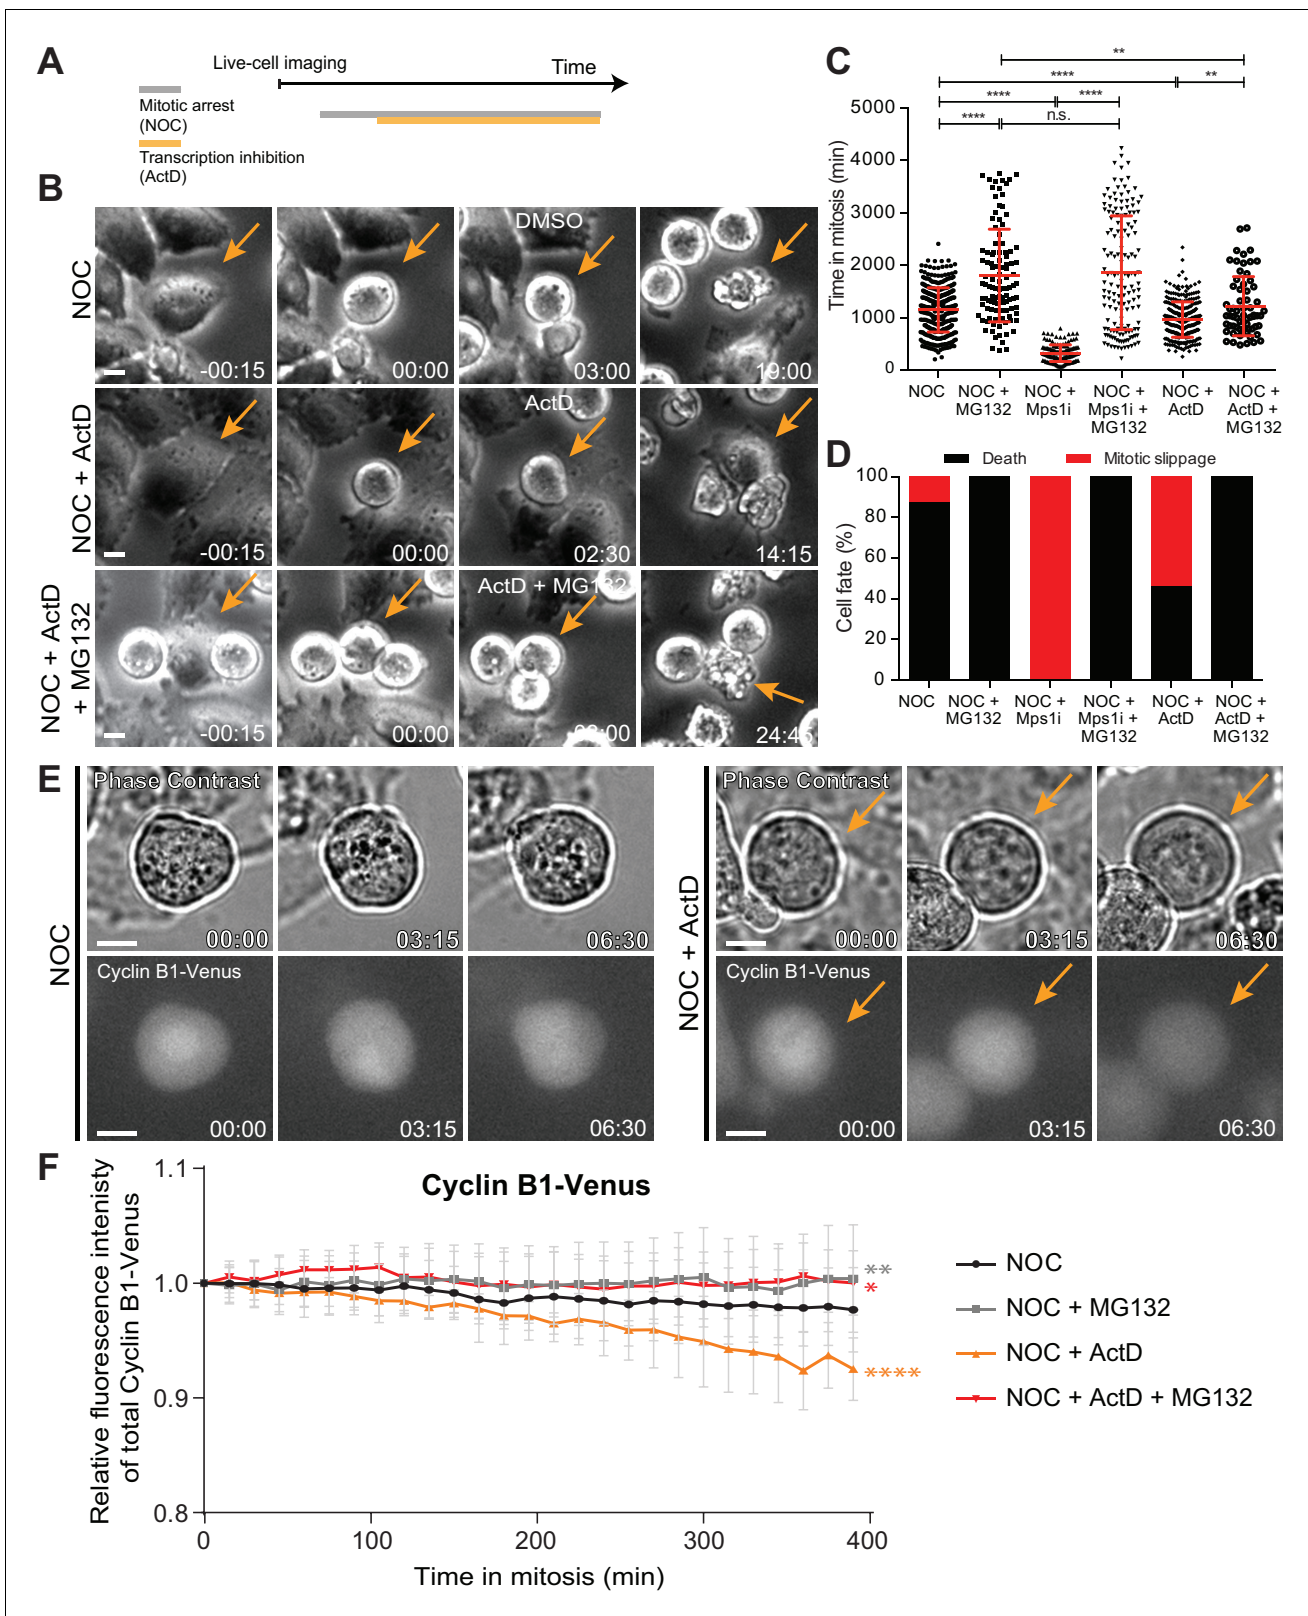 A
Live-cell imaging
Time
Mitotic arrest
(NOC)
Transcription inhibition
(ActD)
B
NOC
-00:15
00:00
DMSO
03:00
19:00
NOC + ActD
-00:15
00:00
ActD
02:30
14:15
NOC + ActD
+ MG132
-00:15
00:00
ActD + MG132
03:00
24:45
C
**
****
**
****
****
****
n.s.
Time in mitosis (min)
5000
4000
3000
2000
1000
0
NOC
NOC +
MG132
NOC +
Mps1i
NOC +
Mps1i +
MG132
NOC +
ActD
NOC +
ActD +
MG132
D
Death
Mitotic slippage
Cell fate (%)
100
80
60
40
20
0
NOC
NOC +
MG132
NOC +
Mps1i
NOC +
Mps1i +
MG132
NOC +
ActD
NOC +
ActD +
MG132
E
NOC
Phase Contrast
00:00
03:15
06:30
Cyclin B1-Venus
00:00
03:15
06:30
NOC + ActD
Phase Contrast
00:00
03:15
06:30
Cyclin B1-Venus
00:00
03:15
06:30
F
Cyclin B1-Venus
Relative fluorescence intenisty
of total Cyclin B1-Venus
1.1
1.0
0.9
0.8
0
100
200
300
400
Time in mitosis (min)
**
*
****
NOC
NOC + MG132
NOC + ActD
NOC + ActD + MG132